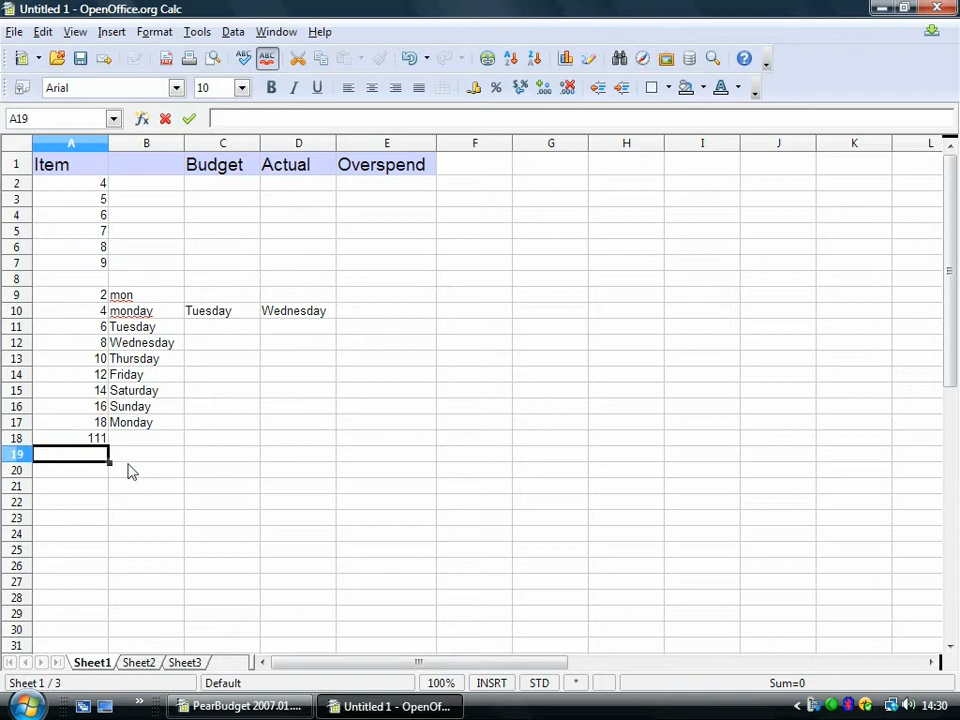 Untitled 1 - OpenOffice.org Calc
File Edit View Insert Format Tools Data Window Help
Arial 10
A19
A B C D E F G H I J K L
1 Item Budget Actual Overspend
2 4
3 5
4 6
5 7
6 8
7 9
8
9 2 mon
10 4 monday Tuesday Wednesday
11 6 Tuesday
12 8 Wednesday
13 10 Thursday
14 12 Friday
15 14 Saturday
16 16 Sunday
17 18 Monday
18 111
19
20
21
22
23
24
25
26
27
28
29
30
31
Sheet1 Sheet2 Sheet3
Sheet 1 / 3 Default 100% INSRT STD * Sum=0
PearBudget 2007.01.... Untitled 1 - OpenOf... 14:30